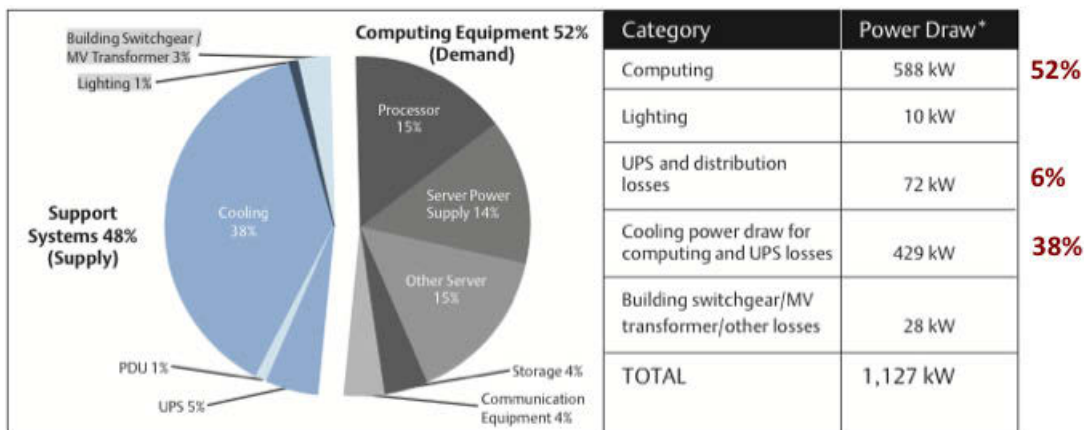 Building Switchgear /
MV Transformer 3%
Lighting 1%
Computing Equipment 52%
(Demand)
Processor
15%
Server Power
Supply 14%
Other Server
15%
Storage 4%
Communication
Equipment 4%
Support
Systems 48%
(Supply)
Cooling
38%
PDU 1%
UPS 5%
Category Power Draw*
Computing 588 kW 52%
Lighting 10 kW
UPS and distribution
losses 72 kW 6%
Cooling power draw for
computing and UPS losses 429 kW 38%
Building switchgear/MV
transformer/other losses 28 kW
TOTAL 1,127 kW